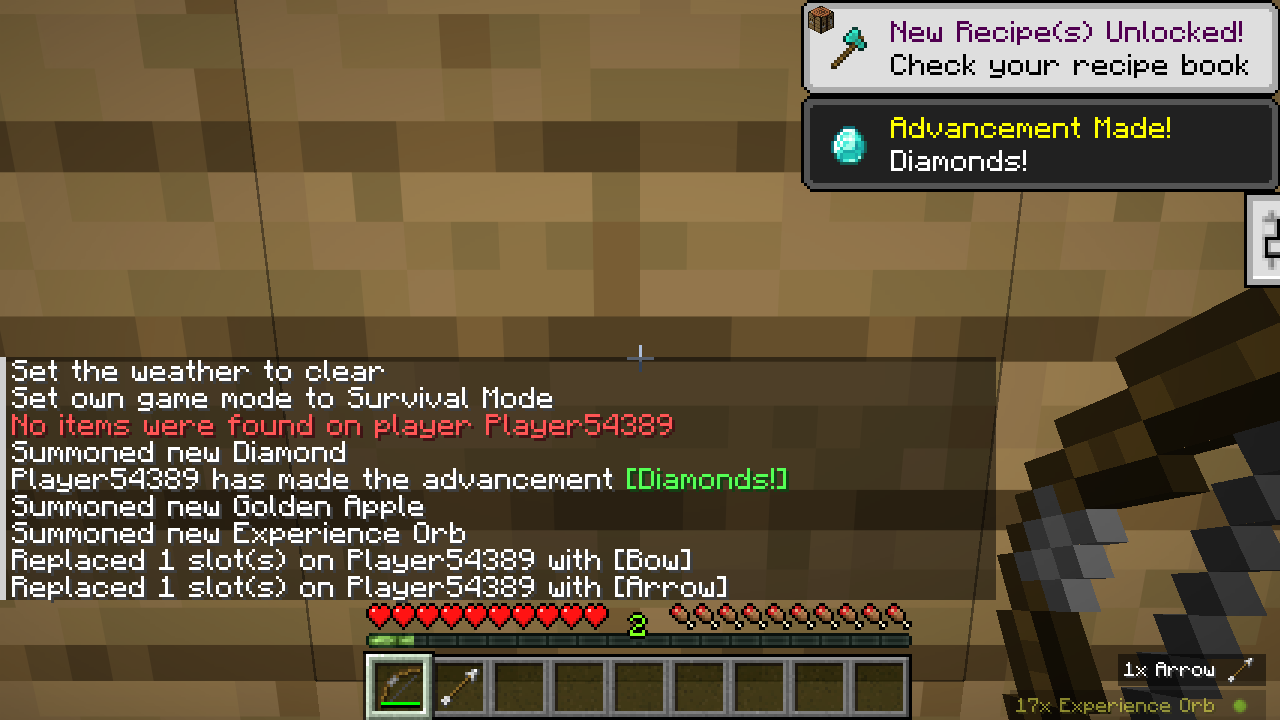 New Recipe(s) Unlocked!
Check your recipe book
Advancement Made!
Diamonds!
Set the weather to clear
Set own game mode to Survival Mode
No items were found on player Player54389
Summoned new Diamond
Player54389 has made the advancement [Diamonds!]
Summoned new Golden Apple
Summoned new Experience Orb
Replaced 1 slot(s) on Player54389 with [Bow]
Replaced 1 slot(s) on Player54389 with [Arrow]
2
1x Arrow
17x Experience Orb